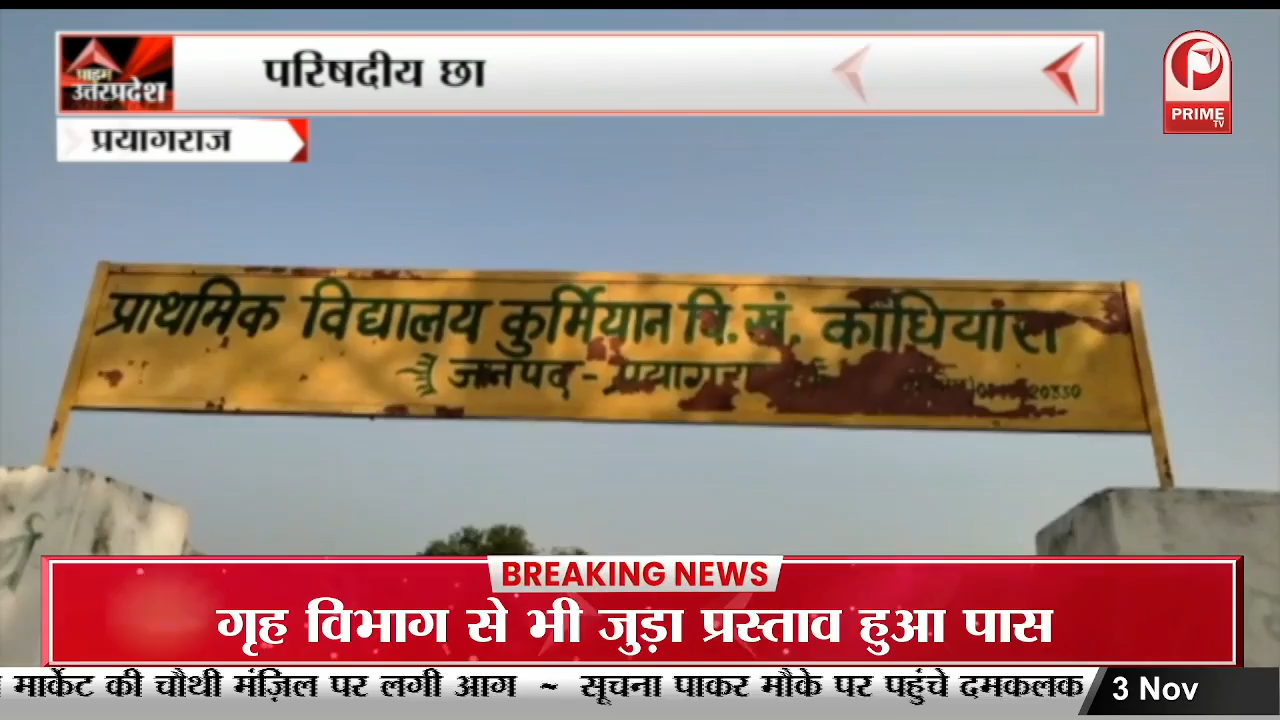 परिषदीय छा
प्राइम
उत्तरप्रदेश
PRIME
TV
प्रयागराज
प्राथमिक विद्यालय कुर्मियान वि.खं. कौंधियारा
जनपद - प्रयागरा
20330
BREAKING NEWS
गृह विभाग से भी जुड़ा प्रस्ताव हुआ पास
मार्केट की चौथी मंज़िल पर लगी आग ~ सूचना पाकर मौके पर पहुंचे दमकलक
3 Nov